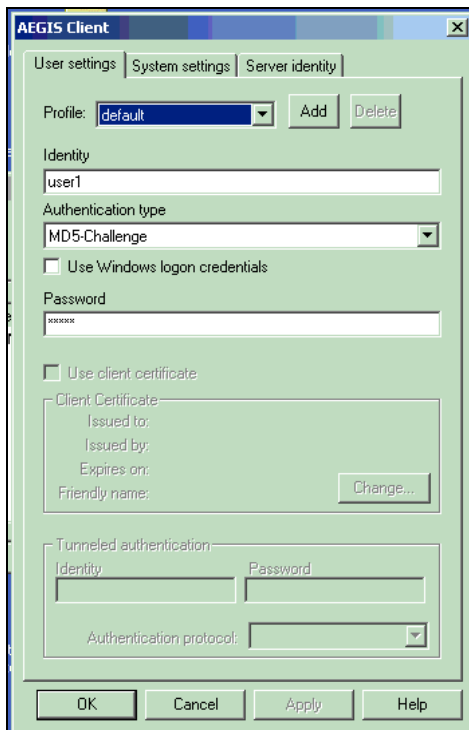 AEGIS Client
User settings System settings Server identity
Profile: default Add Delete
Identity
user1
Authentication type
MD5-Challenge
Use Windows logon credentials
Password
*****
Use client certificate
Client Certificate
Issued to:
Issued by:
Expires on:
Friendly name: Change...
Tunneled authentication
Identity Password
Authentication protocol:
OK Cancel Apply Help